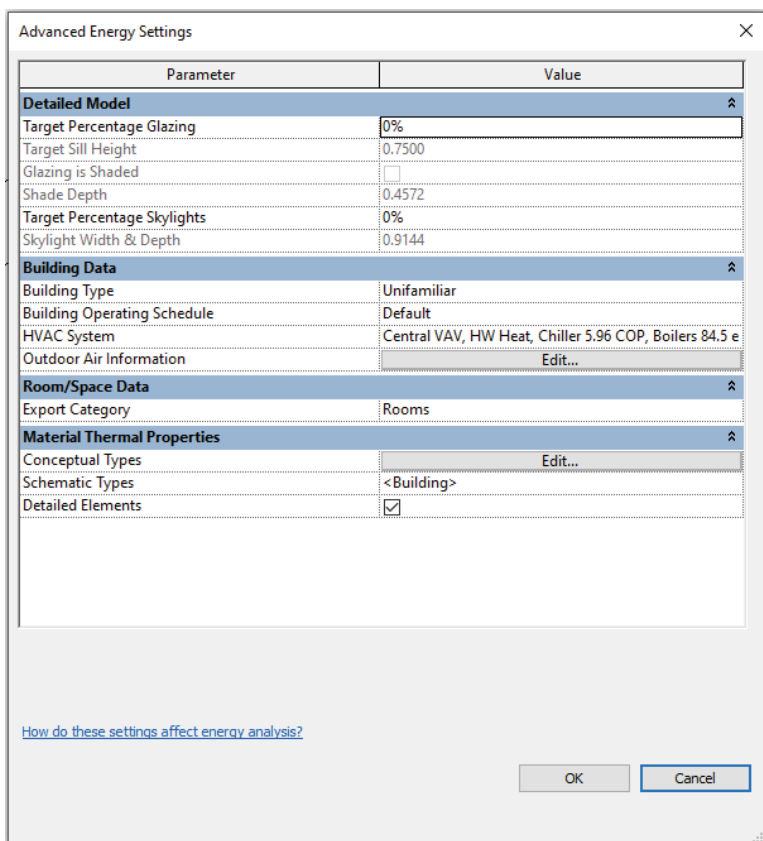 Advanced Energy Settings
Parameter Value
Detailed Model
Target Percentage Glazing 0%
Target Sill Height 0.7500
Glazing is Shaded
Shade Depth 0.4572
Target Percentage Skylights 0%
Skylight Width & Depth 0.9144
Building Data
Building Type Unifamiliar
Building Operating Schedule Default
HVAC System Central VAV, HW Heat, Chiller 5.96 COP, Boilers 84.5 e
Outdoor Air Information Edit...
Room/Space Data
Export Category Rooms
Material Thermal Properties
Conceptual Types Edit...
Schematic Types <Building>
Detailed Elements
How do these settings affect energy analysis?
OK Cancel